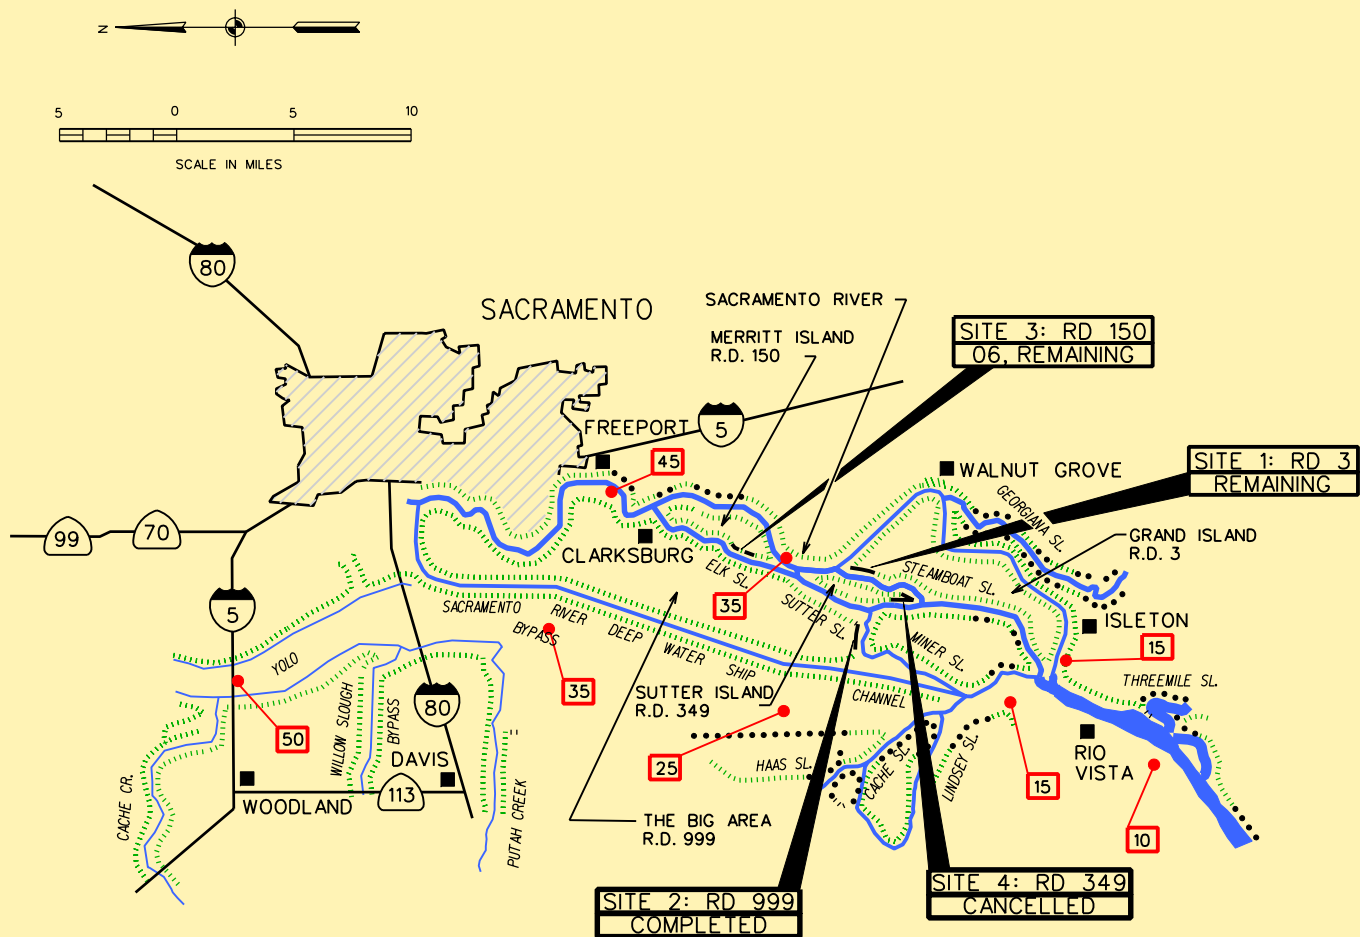 N
5 0 5 10
SCALE IN MILES
80
SACRAMENTO
SACRAMENTO RIVER
MERRITT ISLAND
R.D. 150
SITE 3: RD 150
06, REMAINING
FREEPORT
5
45
WALNUT GROVE
SITE 1: RD 3
REMAINING
GEORGIANA SL.
99
70
CLARKSBURG
GRAND ISLAND
R.D. 3
ELK SL.
STEAMBOAT SL.
35
SUTTER SL.
5
SACRAMENTO RIVER DEEP WATER SHIP CHANNEL
ISLETON
15
YOLO BYPASS
MINER SL.
THREEMILE SL.
35
SUTTER ISLAND
R.D. 349
50
WILLOW SLOUGH
BYPASS
80
25
HAAS SL.
CACHE SL.
LINDSEY SL.
15
RIO
VISTA
10
DAVIS
WOODLAND
113
CACHE CR.
PUTAH CREEK
THE BIG AREA
R.D. 999
SITE 2: RD 999
COMPLETED
SITE 4: RD 349
CANCELLED